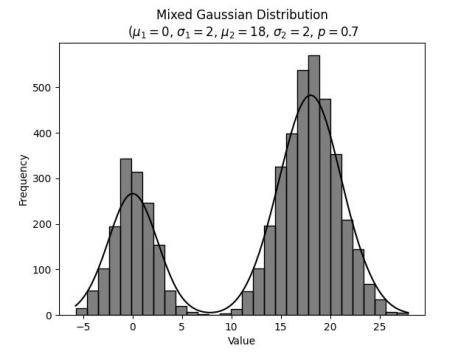 Mixed Gaussian Distribution
(μ₁ = 0, σ₁ = 2, μ₂ = 18, σ₂ = 2, p = 0.7
500
400
300
200
100
0
Frequency
−5 0 5 10 15 20 25
Value